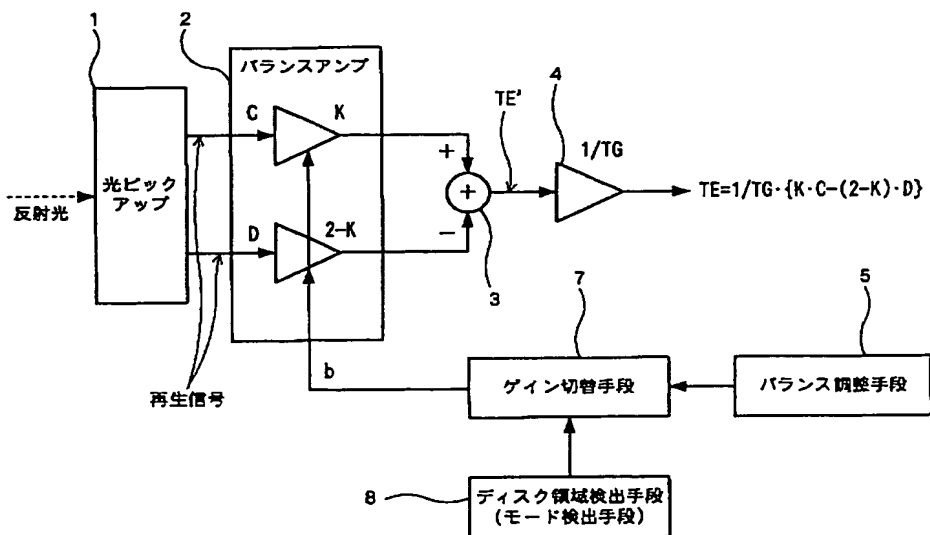 1
2
バランスアンプ
C
K
4
TE'
1/TG
+
光ピック
アップ
反射光
+
TE=1/TG·{K·C-(2-K)·D}
D
2-K
−
3
7
5
b
再生信号
ゲイン切替手段
バランス調整手段
8
ディスク領域検出手段
(モード検出手段)